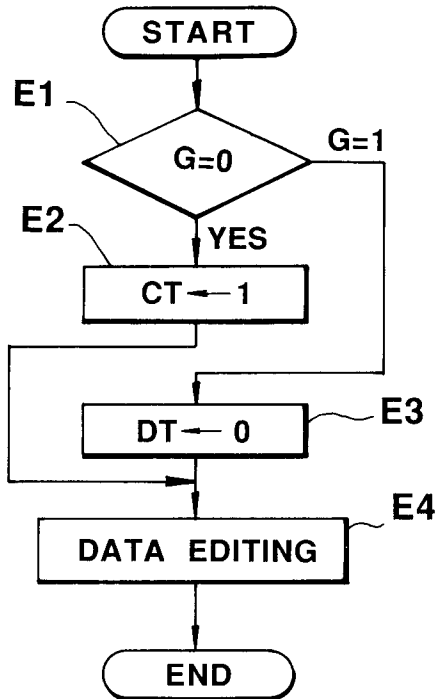 START
E1
G=0
G=1
E2
YES
CT ← 1
DT ← 0
E3
E4
DATA EDITING
END